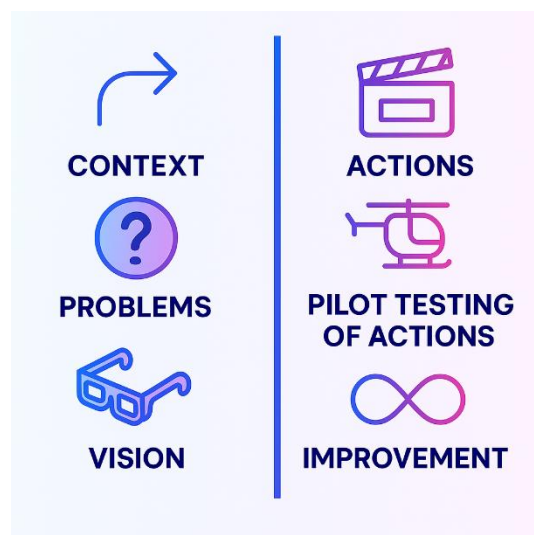 CONTEXT
PROBLEMS
VISION
ACTIONS
PILOT TESTING
OF ACTIONS
IMPROVEMENT